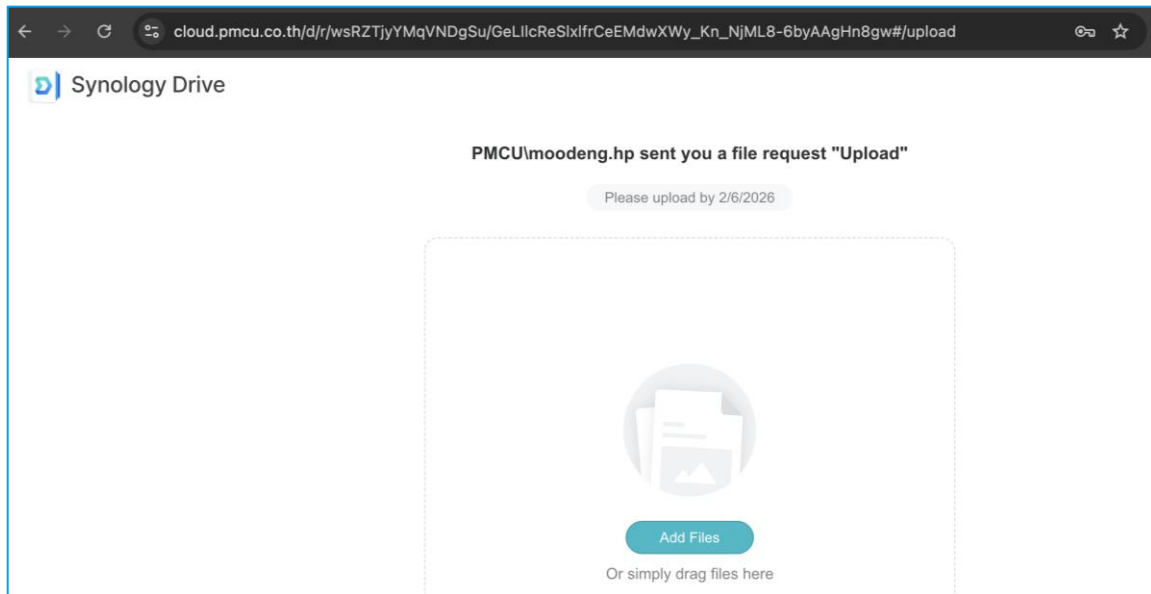 cloud.pmcu.co.th/d/r/wsRZTjyYMqVNDgSu/GeLIlcReSlxlfrCeEMdwXWy_Kn_NjML8-6byAAgHn8gw#/upload
Synology Drive
PMCU\moodeng.hp sent you a file request "Upload"
Please upload by 2/6/2026
Add Files
Or simply drag files here